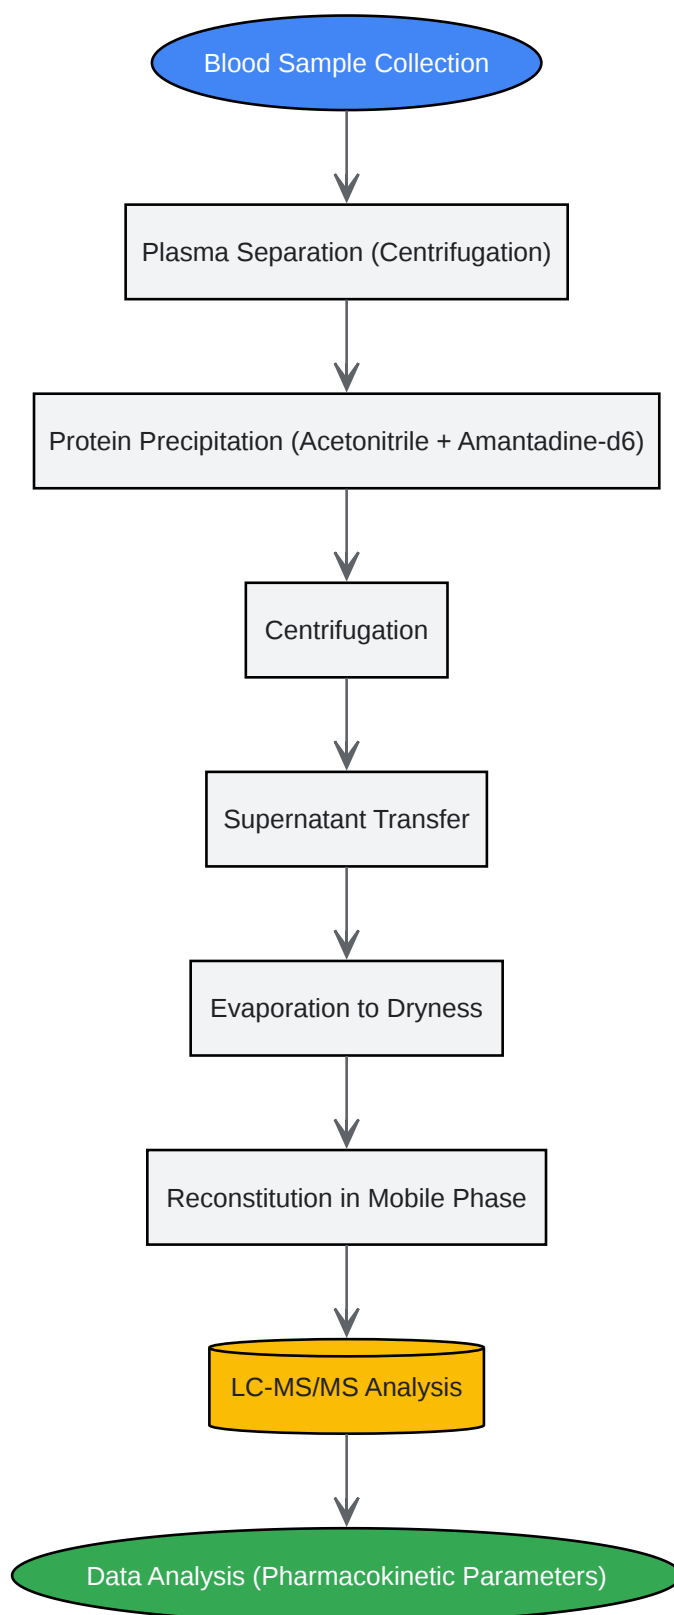 Blood Sample Collection
Plasma Separation (Centrifugation)
Protein Precipitation (Acetonitrile + Amantadine-d6)
Centrifugation
Supernatant Transfer
Evaporation to Dryness
Reconstitution in Mobile Phase
LC-MS/MS Analysis
Data Analysis (Pharmacokinetic Parameters)